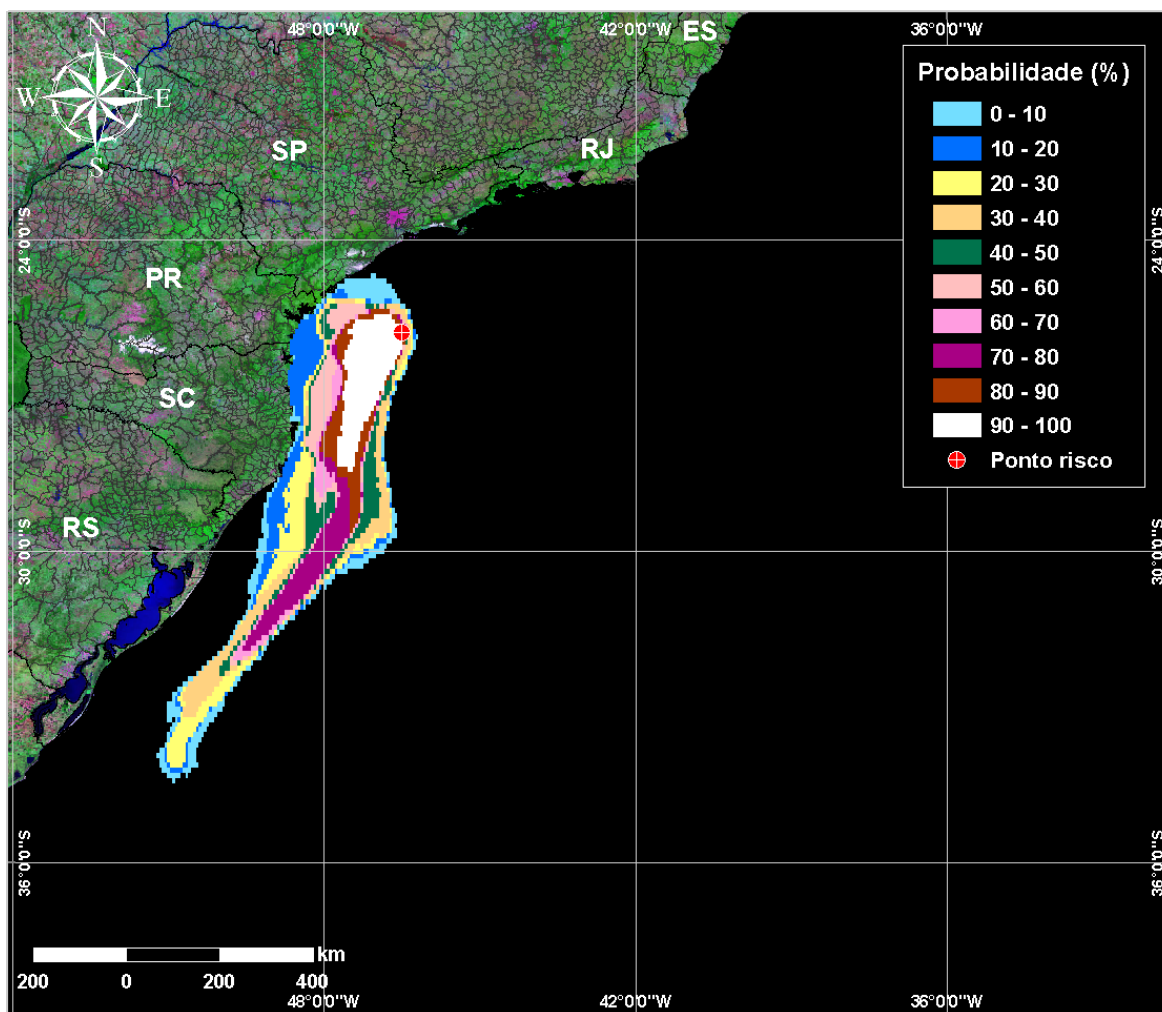 48°0'0"W
42°0'0"W
36°0'0"W
ES
N
W
E
S
SP
RJ
Probabilidade (%)
0 - 10
10 - 20
20 - 30
30 - 40
40 - 50
50 - 60
60 - 70
70 - 80
80 - 90
90 - 100
Ponto risco
24°0'0"S
24°0'0"S
PR
SC
RS
30°0'0"S
30°0'0"S
36°0'0"S
36°0'0"S
km
200 0 200 400
48°0'0"W
42°0'0"W
36°0'0"W